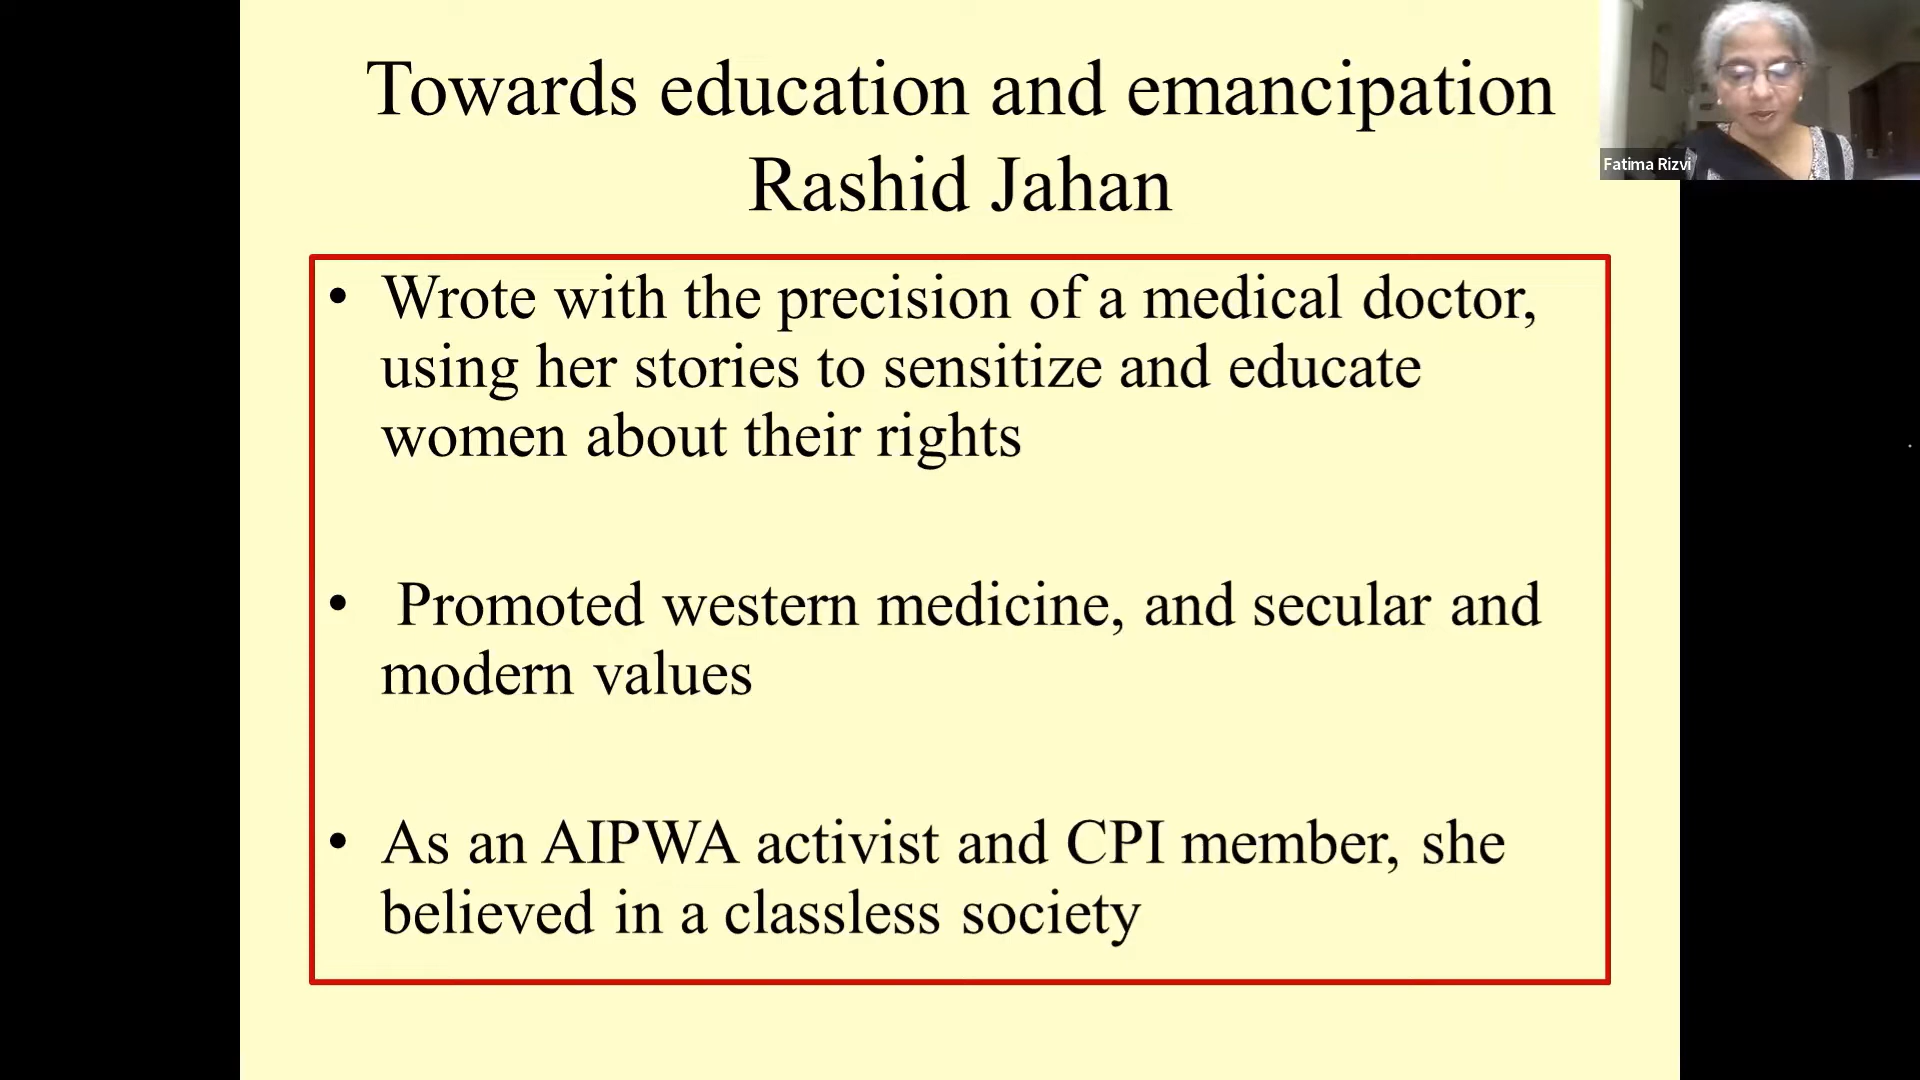 Towards education and emancipation
Rashid Jahan
Fatima Rizvi
• Wrote with the precision of a medical doctor,
using her stories to sensitize and educate
women about their rights
• Promoted western medicine, and secular and
modern values
• As an AIPWA activist and CPI member, she
believed in a classless society